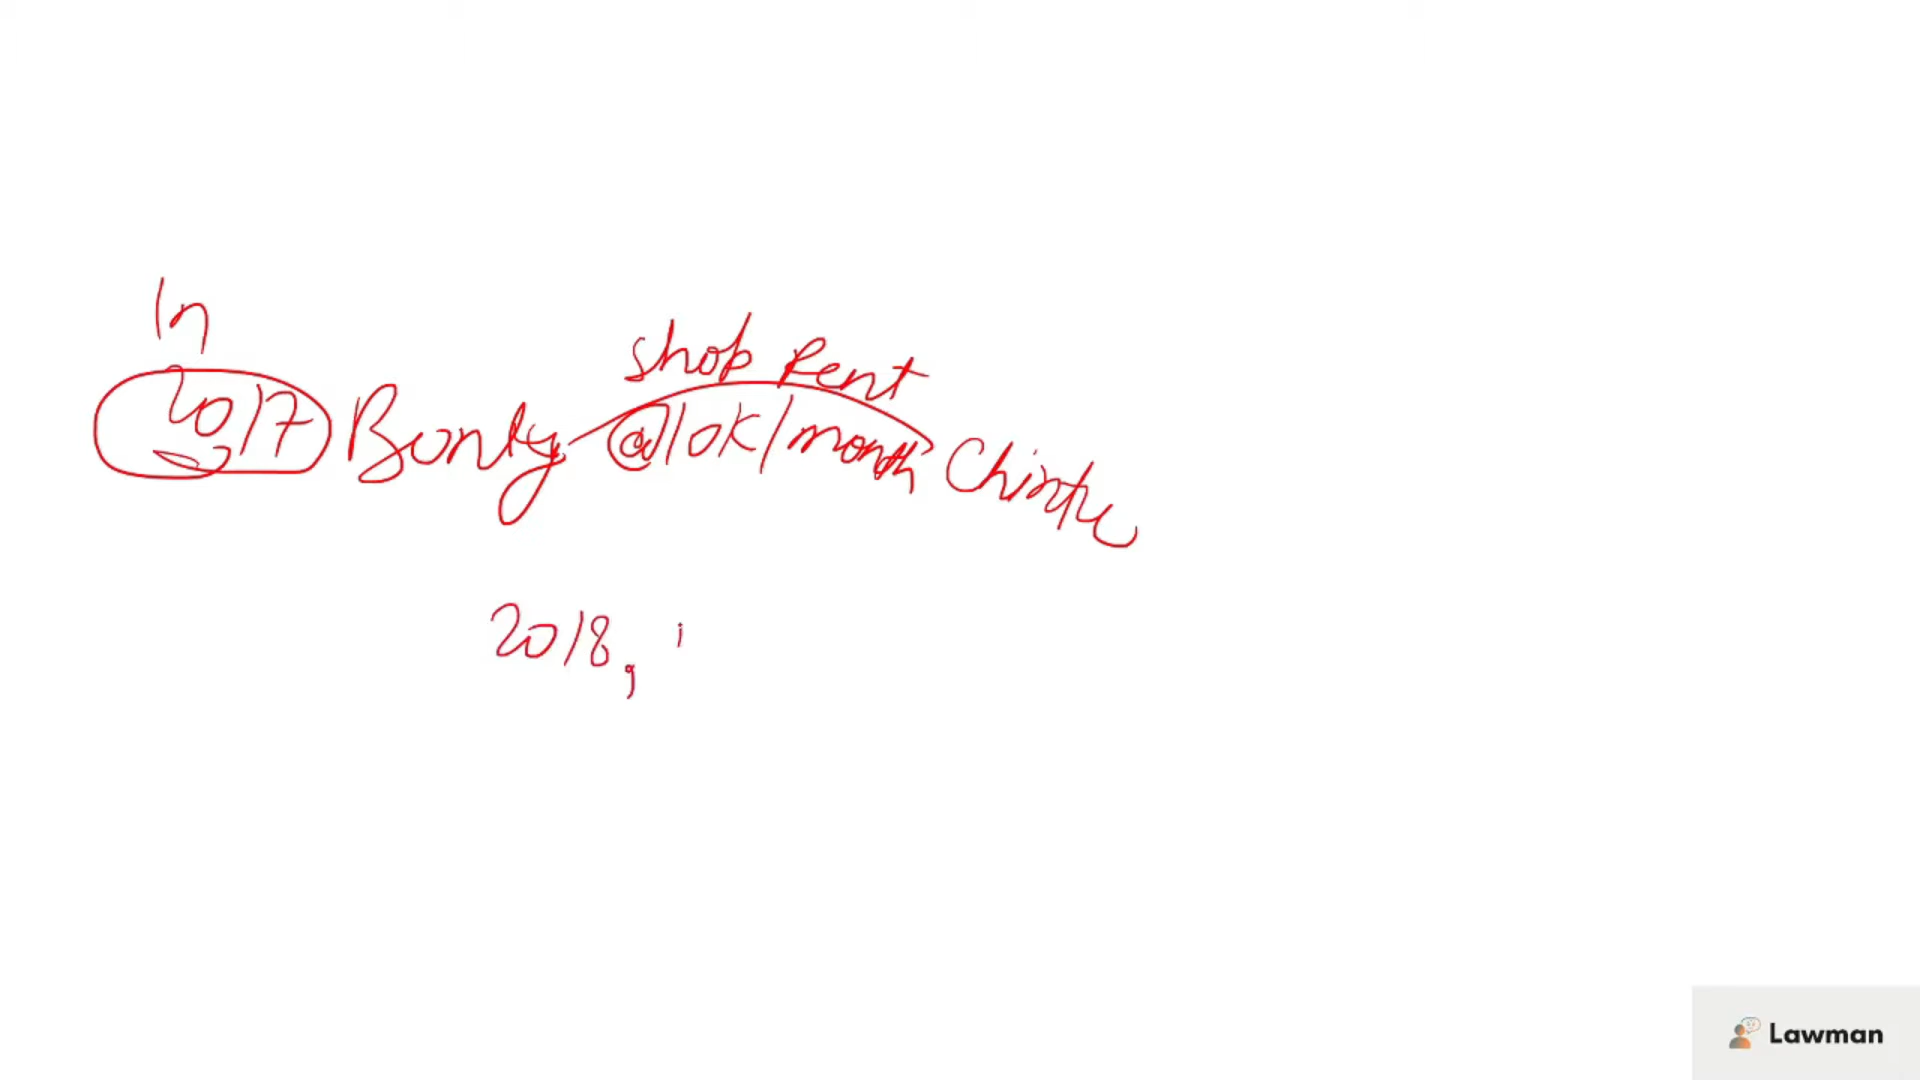 In
shop Rent
2017 Bunty @10K/month Chintu
2018, i
Lawman